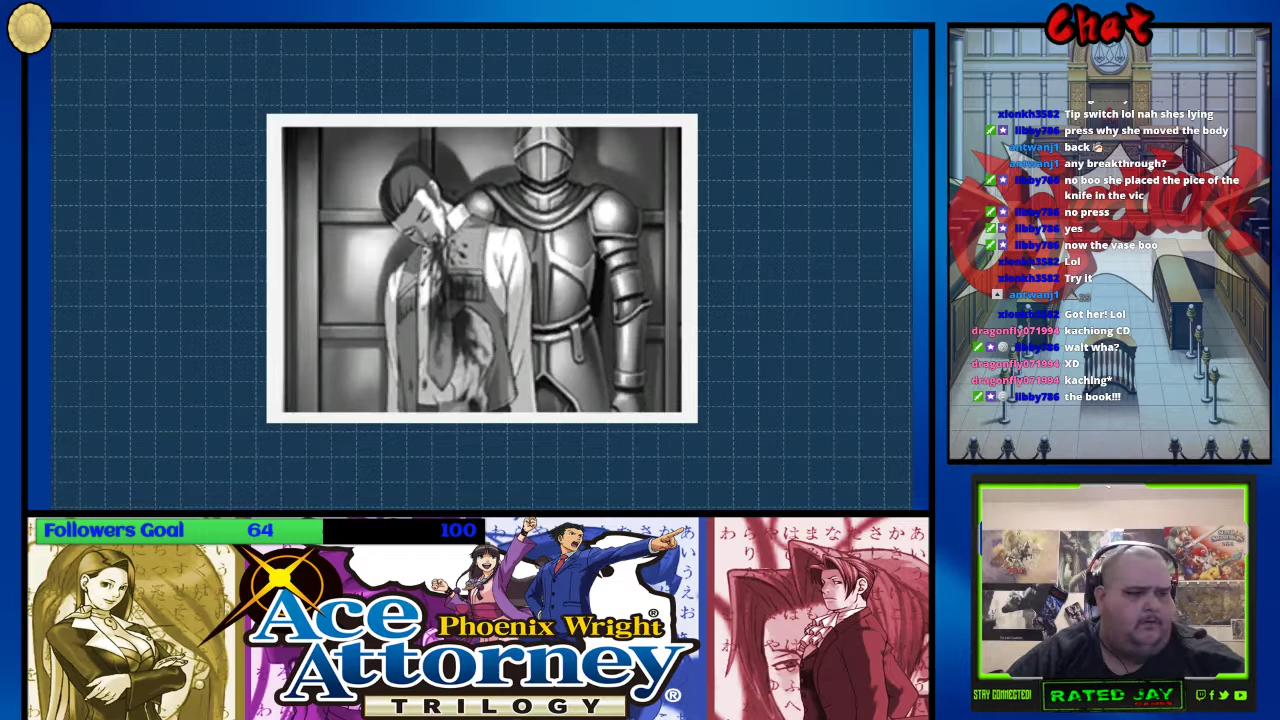 Chat
xionkh3582 Tip switch lol nah shes lying
libby786 press why she moved the body
antwanj1 back
antwanj1 any breakthrough?
libby786 no boo she placed the pice of the
knife in the vic
libby786 no press
libby786 yes
libby786 now the vase boo
xionkh3582 Lol
xionkh3582 Try it
antwanj1
xionkh3582 Got her! Lol
dragonfly071994 kachiong CD
libby786 wait wha?
dragonfly071994 XD
dragonfly071994 kaching*
libby786 the book!!!
Followers Goal 64 100
Phoenix Wright
Ace
Attorney
TRILOGY
STAY CONNECTED!
RATED JAY
GAMES